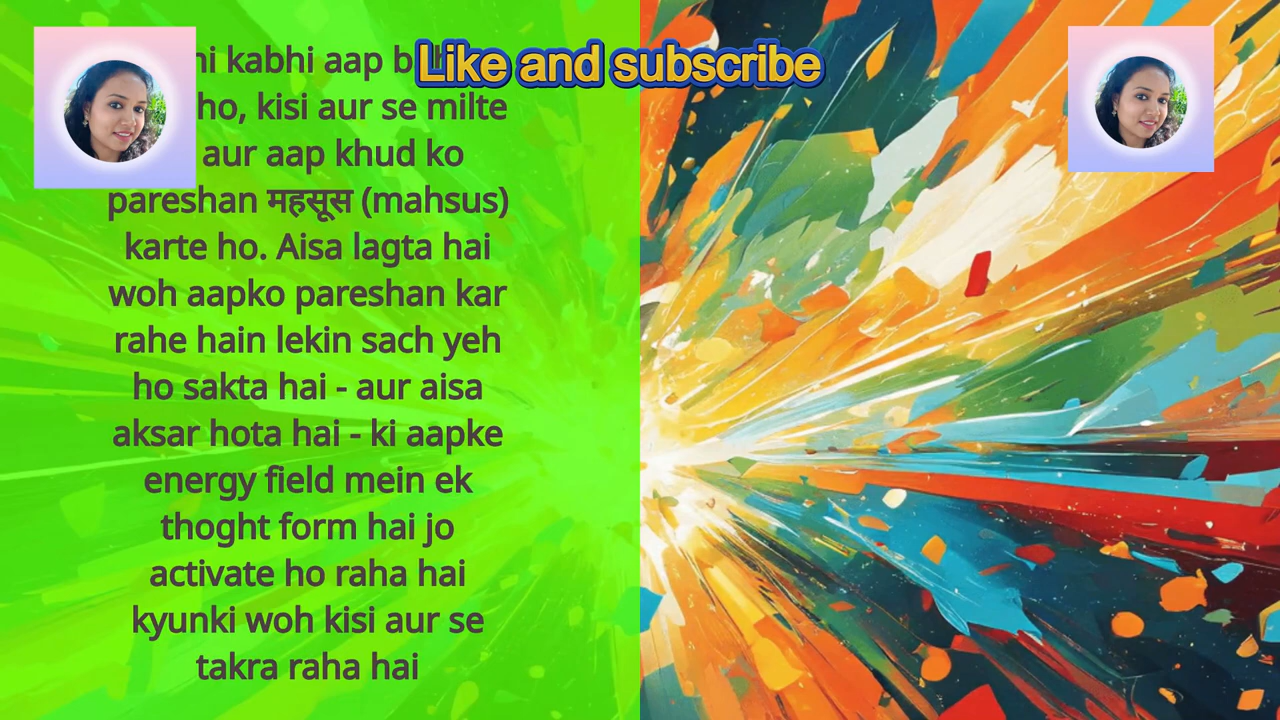 kabhi aap
Like and subscribe
ho, kisi aur se milte
aur aap khud ko
pareshan महसूस (mahsus)
karte ho. Aisa lagta hai
woh aapko pareshan kar
rahe hain lekin sach yeh
ho sakta hai - aur aisa
aksar hota hai - ki aapke
energy field mein ek
thoght form hai jo
activate ho raha hai
kyunki woh kisi aur se
takra raha hai